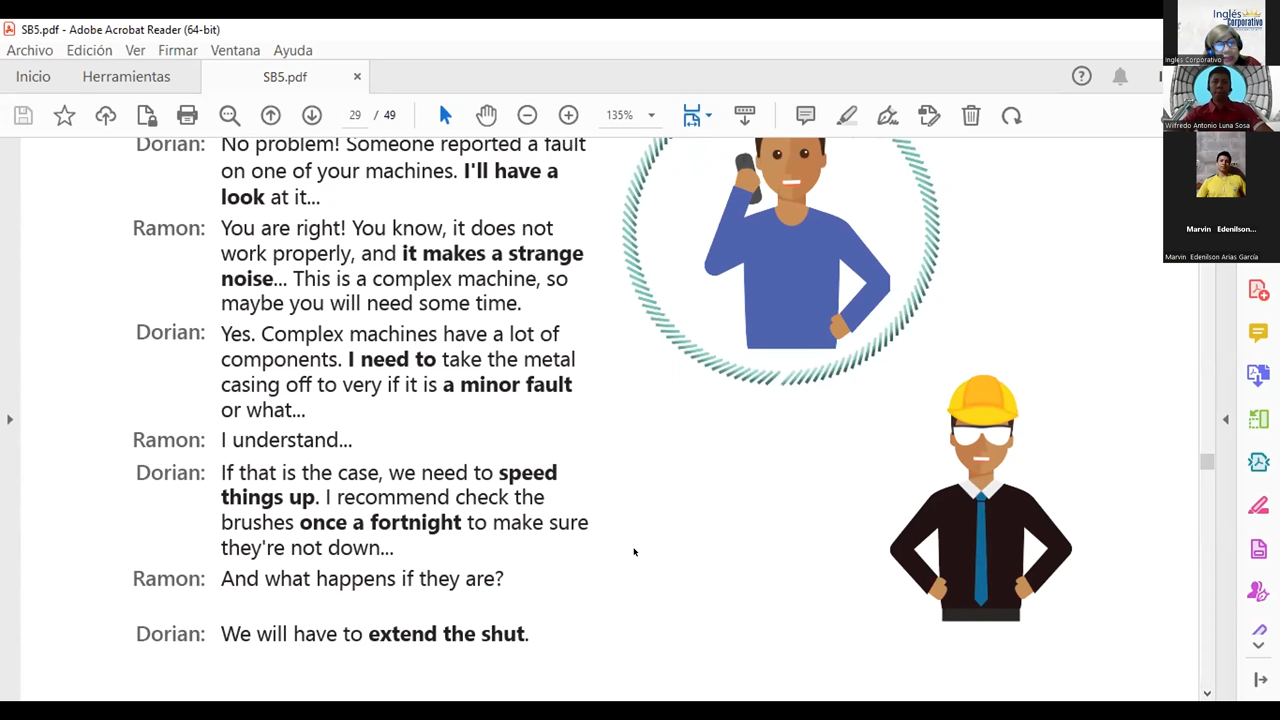 SB5.pdf - Adobe Acrobat Reader (64-bit)
Archivo Edición Ver Firmar Ventana Ayuda
Inicio Herramientas SB5.pdf ×
29 / 49 135%
Dorian: No problem! Someone reported a fault
on one of your machines. I'll have a
look at it...
Ramon: You are right! You know, it does not
work properly, and it makes a strange
noise... This is a complex machine, so
maybe you will need some time.
Dorian: Yes. Complex machines have a lot of
components. I need to take the metal
casing off to very if it is a minor fault
or what...
Ramon: I understand...
Dorian: If that is the case, we need to speed
things up. I recommend check the
brushes once a fortnight to make sure
they're not down...
Ramon: And what happens if they are?
Dorian: We will have to extend the shut.
Inglés
Corporativo
Ingles Corporativo
Wilfredo Antonio Luna Sosa
Marvin Edenilson...
Marvin Edenilson Arias García